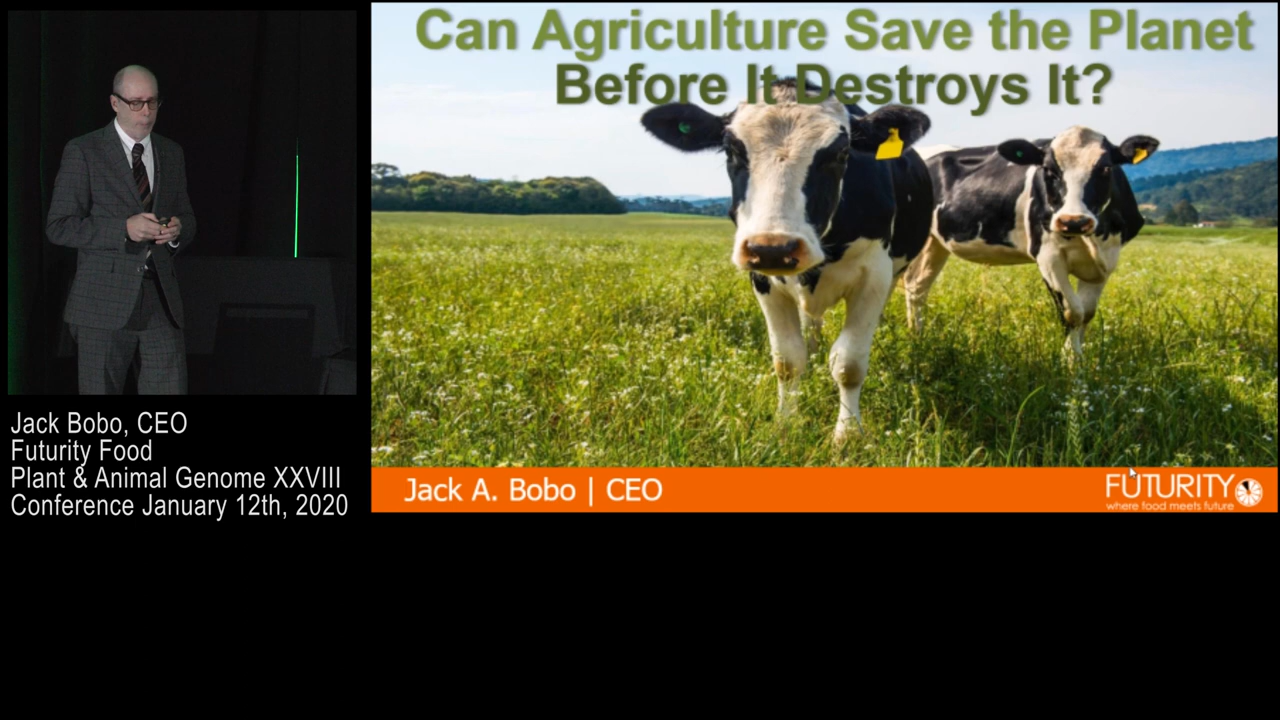 Can Agriculture Save the Planet
Before It Destroys It?
Jack Bobo, CEO
Futurity Food
Plant & Animal Genome XXVIII
Conference January 12th, 2020
Jack A. Bobo | CEO
FUTURITY
where food meets future